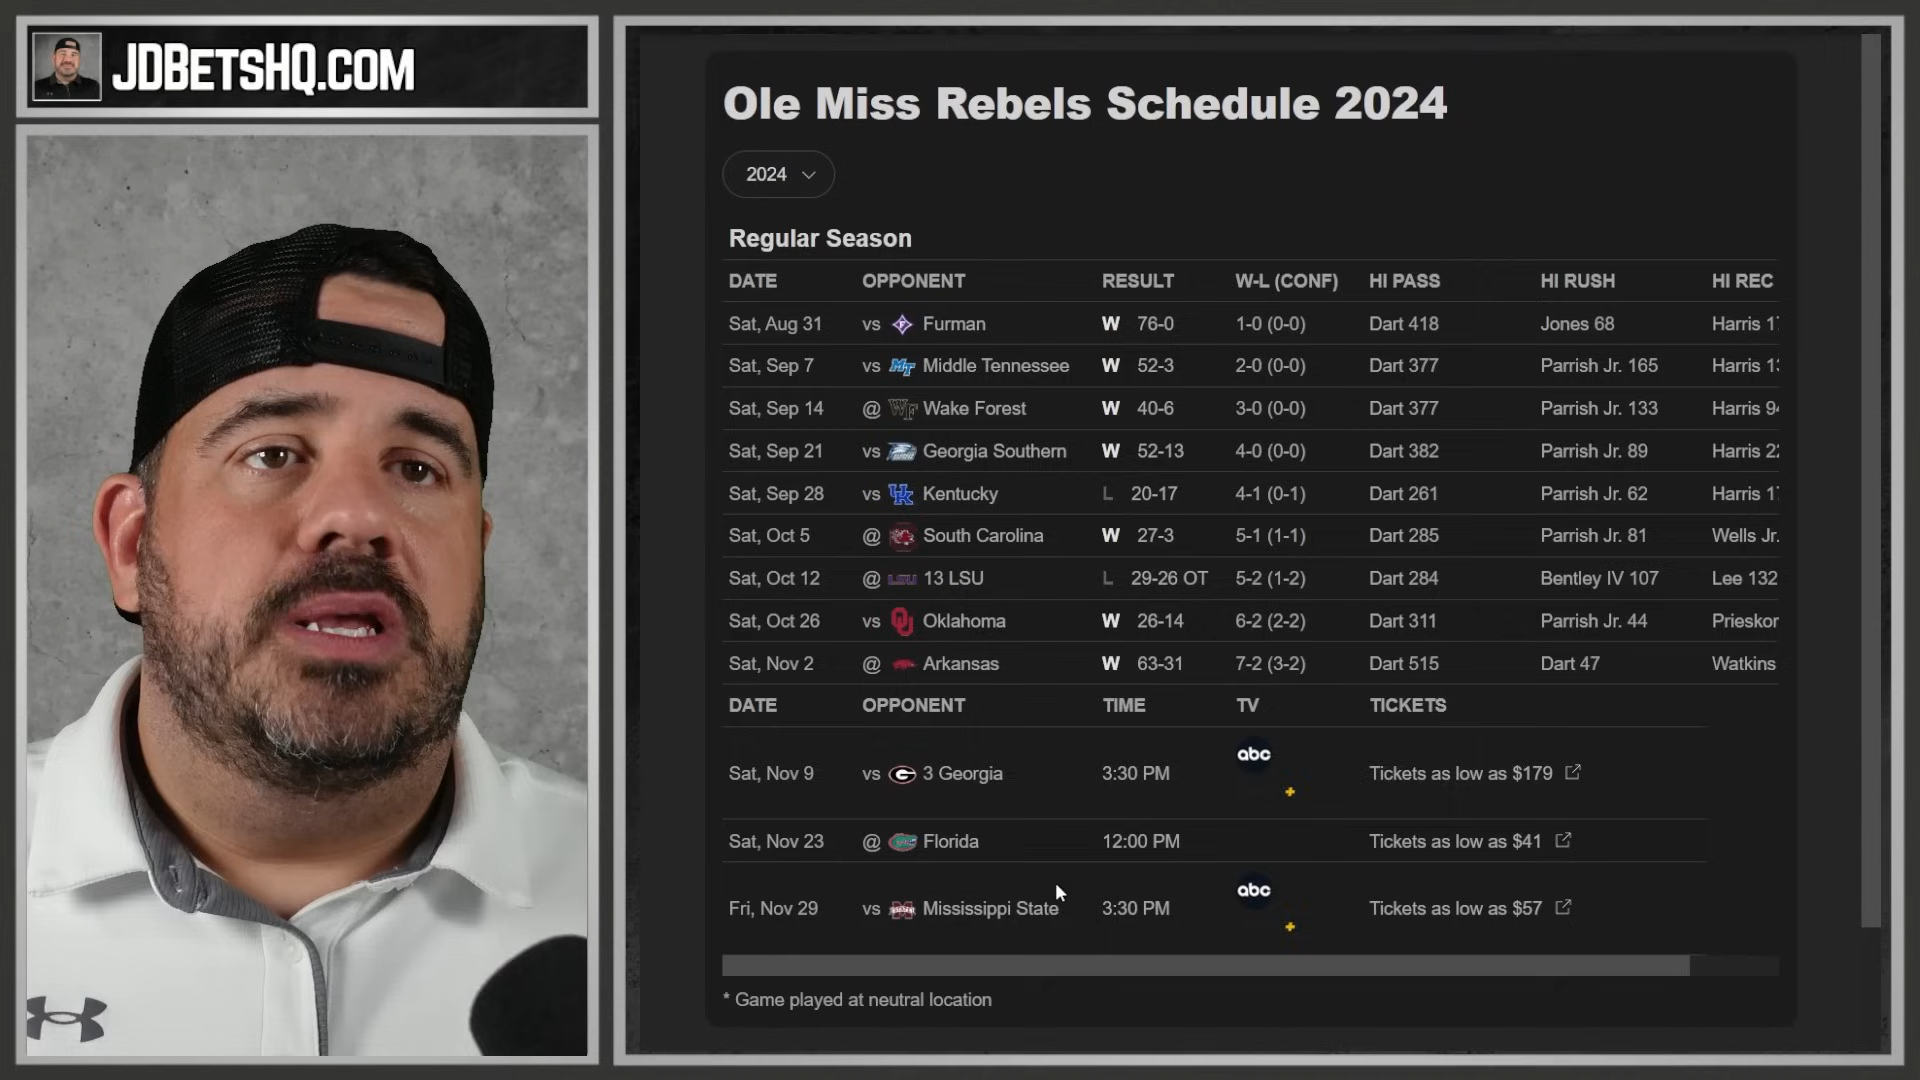 JDBETSHQ.COM
Ole Miss Rebels Schedule 2024
2024
Regular Season
DATE OPPONENT RESULT W-L (CONF) HI PASS HI RUSH HI REC
Sat, Aug 31 vs Furman W 76-0 1-0 (0-0) Dart 418 Jones 68 Harris
Sat, Sep 7 vs Middle Tennessee W 52-3 2-0 (0-0) Dart 377 Parrish Jr. 165 Harris
Sat, Sep 14 @ WF Wake Forest W 40-6 3-0 (0-0) Dart 377 Parrish Jr. 133 Harris
Sat, Sep 21 vs Georgia Southern W 52-13 4-0 (0-0) Dart 382 Parrish Jr. 89 Harris
Sat, Sep 28 vs UK Kentucky L 20-17 4-1 (0-1) Dart 261 Parrish Jr. 62 Harris
Sat, Oct 5 @ South Carolina W 27-3 5-1 (1-1) Dart 285 Parrish Jr. 81 Wells Jr.
Sat, Oct 12 @ LSU 13 LSU L 29-26 OT 5-2 (1-2) Dart 284 Bentley IV 107 Lee 132
Sat, Oct 26 vs OU Oklahoma W 26-14 6-2 (2-2) Dart 311 Parrish Jr. 44 Prieskor
Sat, Nov 2 @ Arkansas W 63-31 7-2 (3-2) Dart 515 Dart 47 Watkins
DATE OPPONENT TIME TV TICKETS
Sat, Nov 9 vs G 3 Georgia 3:30 PM abc + Tickets as low as $179
Sat, Nov 23 @ Florida 12:00 PM Tickets as low as $41
Fri, Nov 29 vs Mississippi State 3:30 PM abc + Tickets as low as $57
* Game played at neutral location